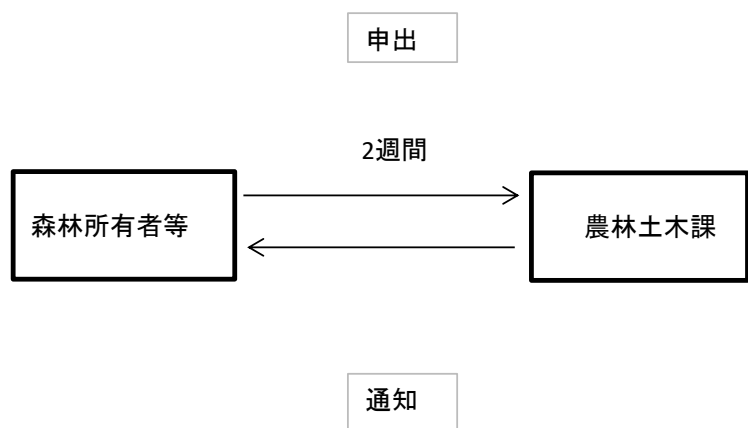 申出
2週間
森林所有者等
農林土木課
通知